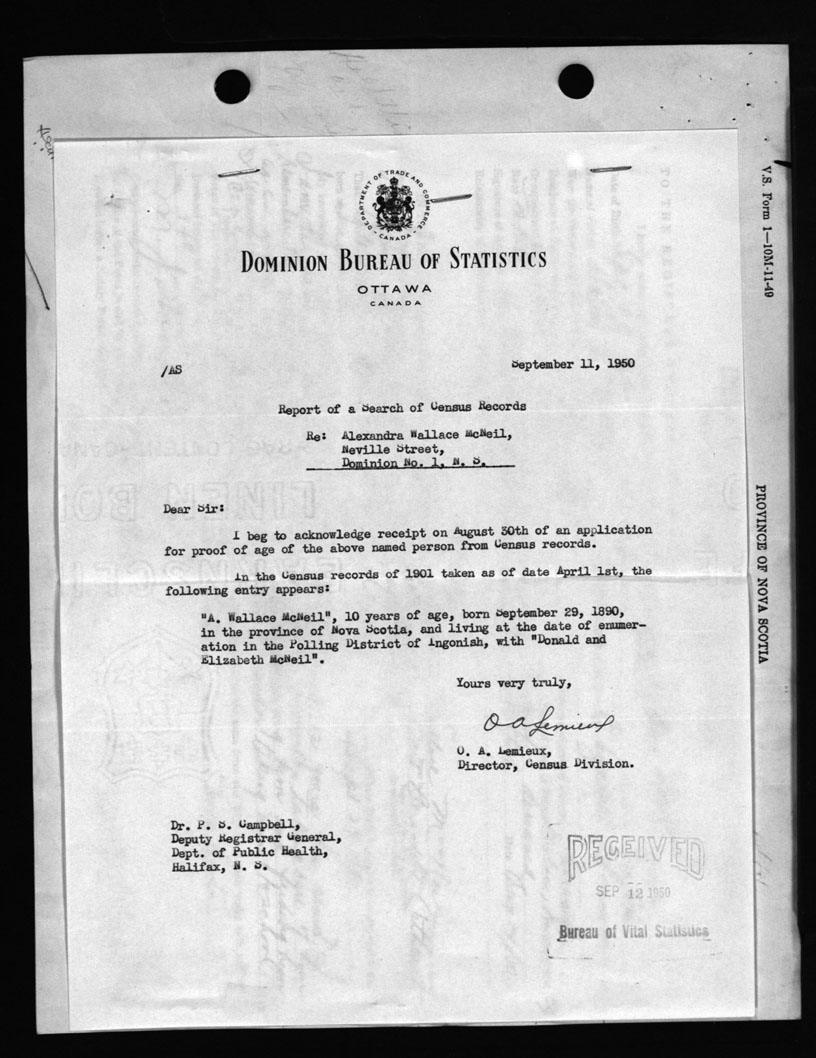 DEPARTMENT OF TRADE AND COMMERCE
CANADA
DOMINION BUREAU OF STATISTICS
OTTAWA
CANADA
/AS
September 11, 1950
Report of a Search of Census Records
Re: Alexandra Wallace McNeil,
Neville Street,
Dominion No. 1, N. S.
Dear Sir:
I beg to acknowledge receipt on August 30th of an application
for proof of age of the above named person from Census records.
In the Census records of 1901 taken as of date April 1st, the
following entry appears:
"A. Wallace McNeil", 10 years of age, born September 29, 1890,
in the province of Nova Scotia, and living at the date of enumer-
ation in the Polling District of Ingonish, with "Donald and
Elizabeth McNeil".
Yours very truly,
O A Lemieux
O. A. Lemieux,
Director, Census Division.
Dr. P. S. Campbell,
Deputy Registrar General,
Dept. of Public Health,
Halifax, N. S.
RECEIVED
SEP 12 1950
Bureau of Vital Statistics
V.S. Form 1—10M-11-49
PROVINCE OF NOVA SCOTIA